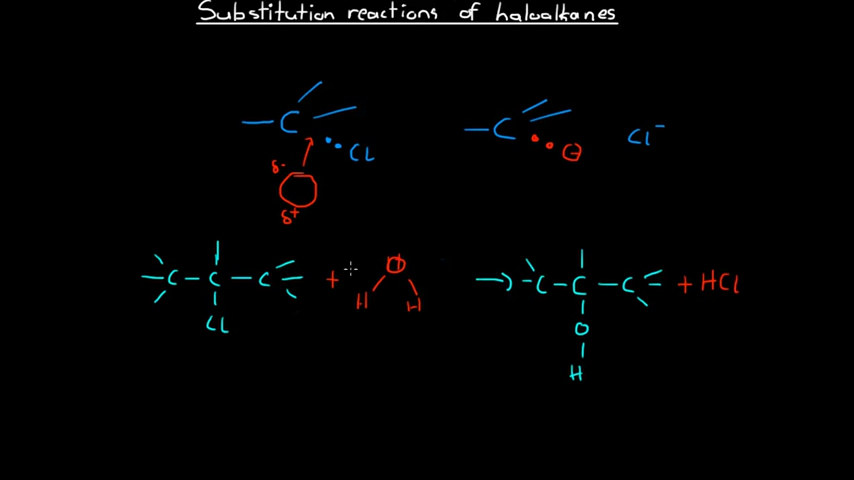 Substitution reactions of haloalkanes
C C
Cl Cl⁻
δ-
δ+
C C C + O C C C + HCl
H H
Cl O
H